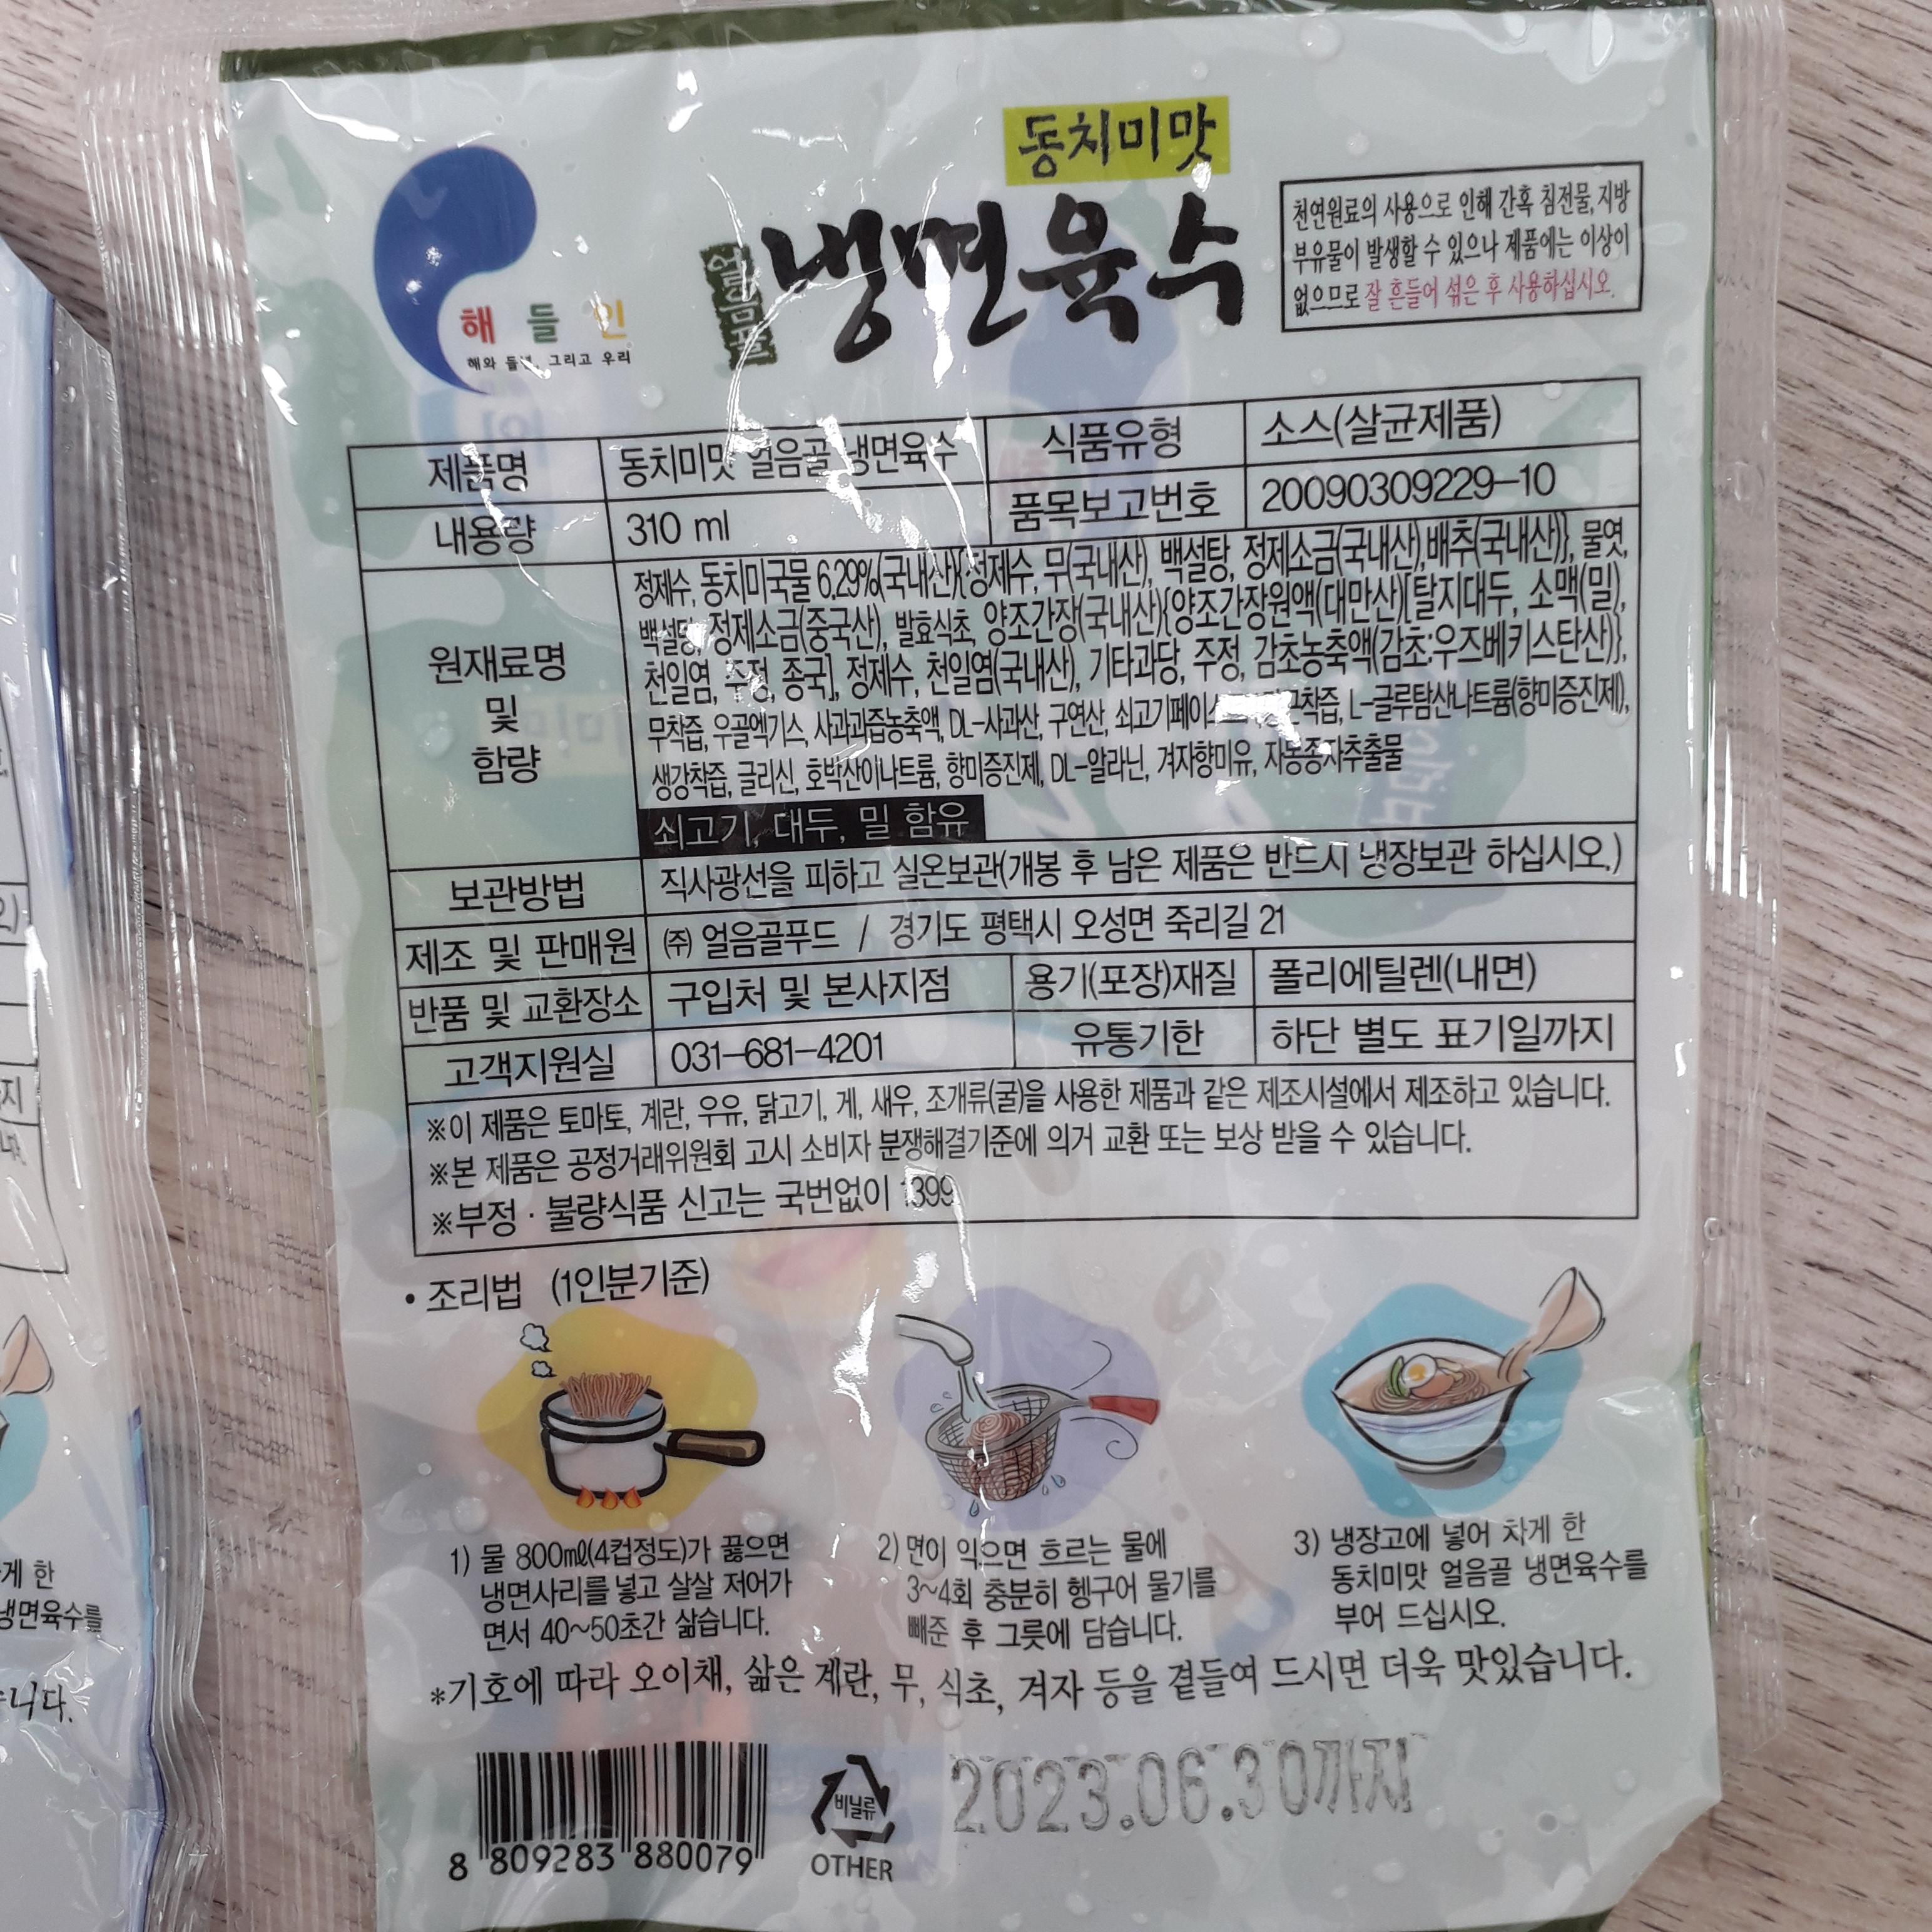 동치미맛
얼음골 냉면육수
천연원료의 사용으로 인해 간혹 침전물,지방
부유물이 발생할 수 있으나 제품에는 이상이
없으므로 잘 흔들어 섞은 후 사용하십시오.
해들인
해와 들녘, 그리고 우리
제품명 동치미맛 얼음골 냉면육수 식품유형 소스(살균제품)
내용량 310 ml 품목보고번호 20090309229-10
원재료명
및
함량
정제수, 동치미국물 6.29%(국내산){정제수, 무(국내산), 백설탕, 정제소금(국내산),배추(국내산)}, 물엿,
백설탕, 정제소금(중국산), 발효식초, 양조간장(국내산){양조간장원액(대만산)[탈지대두, 소맥(밀),
천일염, 주정, 종국], 정제수, 천일염(국내산), 기타과당, 주정, 감초농축액(감초:우즈베키스탄산)},
무착즙, 우골엑기스, 사과과즙농축액, DL-사과산, 구연산, 쇠고기페이스 착즙, L-글루탐산나트륨(향미증진제),
생강착즙, 글리신, 호박산이나트륨, 향미증진제, DL-알라닌, 겨자향미유, 자몽종자추출물
쇠고기, 대두, 밀 함유
보관방법 직사광선을 피하고 실온보관(개봉 후 남은 제품은 반드시 냉장보관 하십시오.)
제조 및 판매원 ㈜ 얼음골푸드 / 경기도 평택시 오성면 죽리길 21
반품 및 교환장소 구입처 및 본사지점 용기(포장)재질 폴리에틸렌(내면)
고객지원실 031-681-4201 유통기한 하단 별도 표기일까지
※이 제품은 토마토, 계란, 우유, 닭고기, 게, 새우, 조개류(굴)을 사용한 제품과 같은 제조시설에서 제조하고 있습니다.
※본 제품은 공정거래위원회 고시 소비자 분쟁해결기준에 의거 교환 또는 보상 받을 수 있습니다.
※부정·불량식품 신고는 국번없이 1399
• 조리법 (1인분기준)
1) 물 800㎖(4컵정도)가 끓으면
냉면사리를 넣고 살살 저어가
면서 40~50초간 삶습니다.
2) 면이 익으면 흐르는 물에
3~4회 충분히 헹구어 물기를
빼준 후 그릇에 담습니다.
3) 냉장고에 넣어 차게 한
동치미맛 얼음골 냉면육수를
부어 드십시오.
*기호에 따라 오이채, 삶은 계란, 무, 식초, 겨자 등을 곁들여 드시면 더욱 맛있습니다.
8 809283 880079
비닐류
OTHER
2023.06.30까지
게 한
냉면육수를
니다.